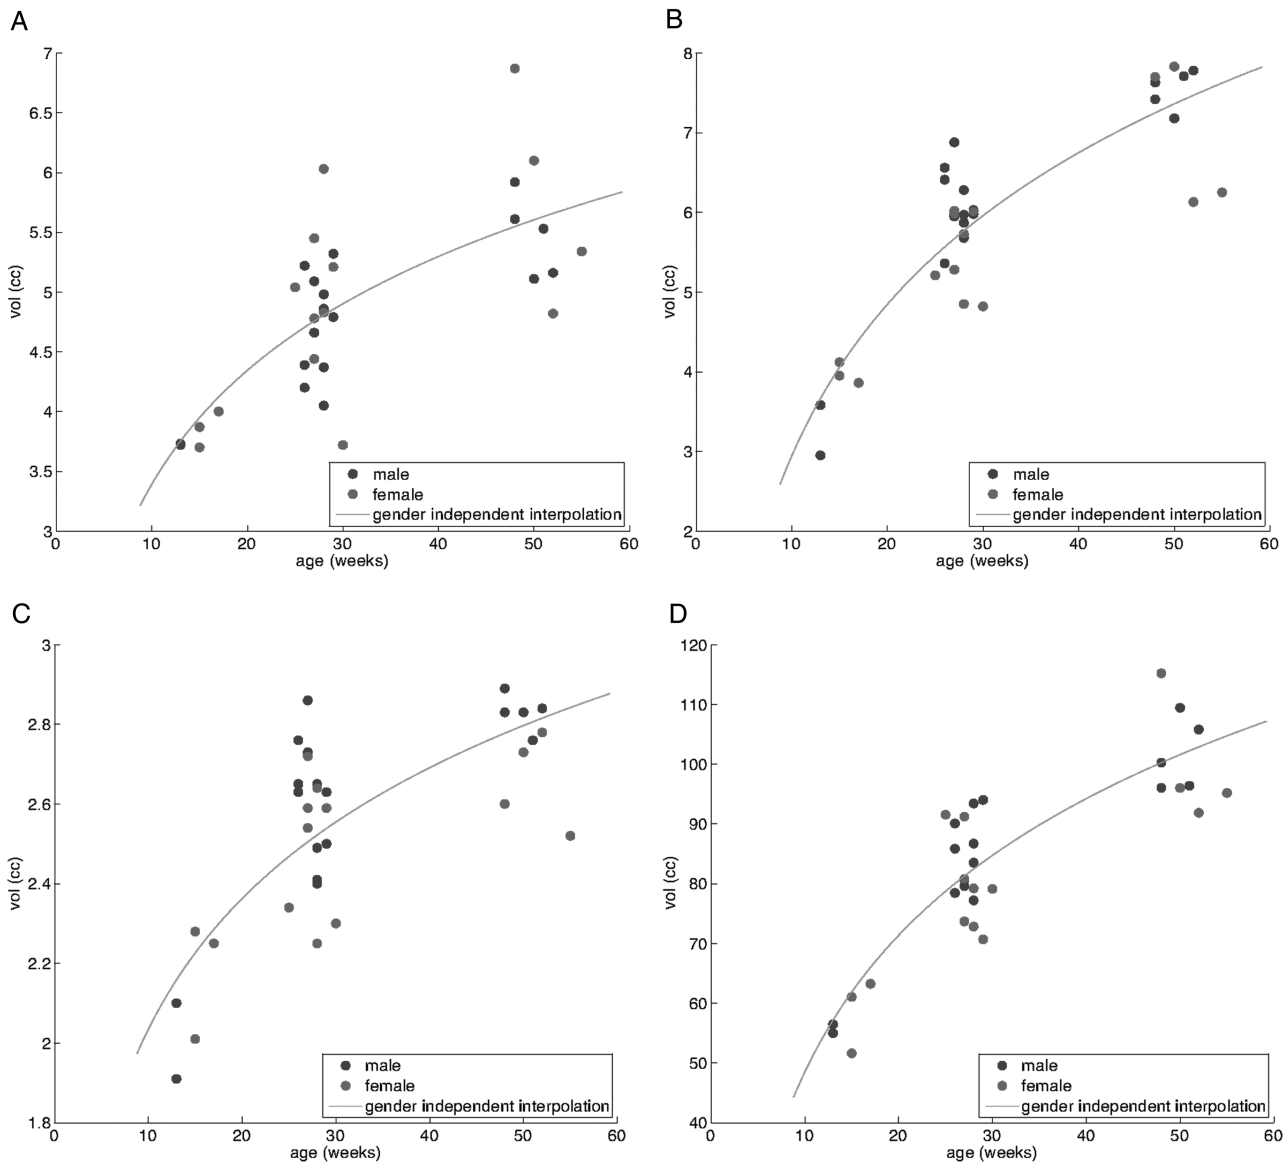 A
7
6.5
6
5.5
5
4.5
4
3.5
3
vol (cc)
0 10 20 30 40 50 60
age (weeks)
male
female
gender independent interpolation
B
8
7
6
5
4
3
2
vol (cc)
0 10 20 30 40 50 60
age (weeks)
male
female
gender independent interpolation
C
3
2.8
2.6
2.4
2.2
2
1.8
vol (cc)
0 10 20 30 40 50 60
age (weeks)
male
female
gender independent interpolation
D
120
110
100
90
80
70
60
50
40
vol (cc)
0 10 20 30 40 50 60
age (weeks)
male
female
gender independent interpolation